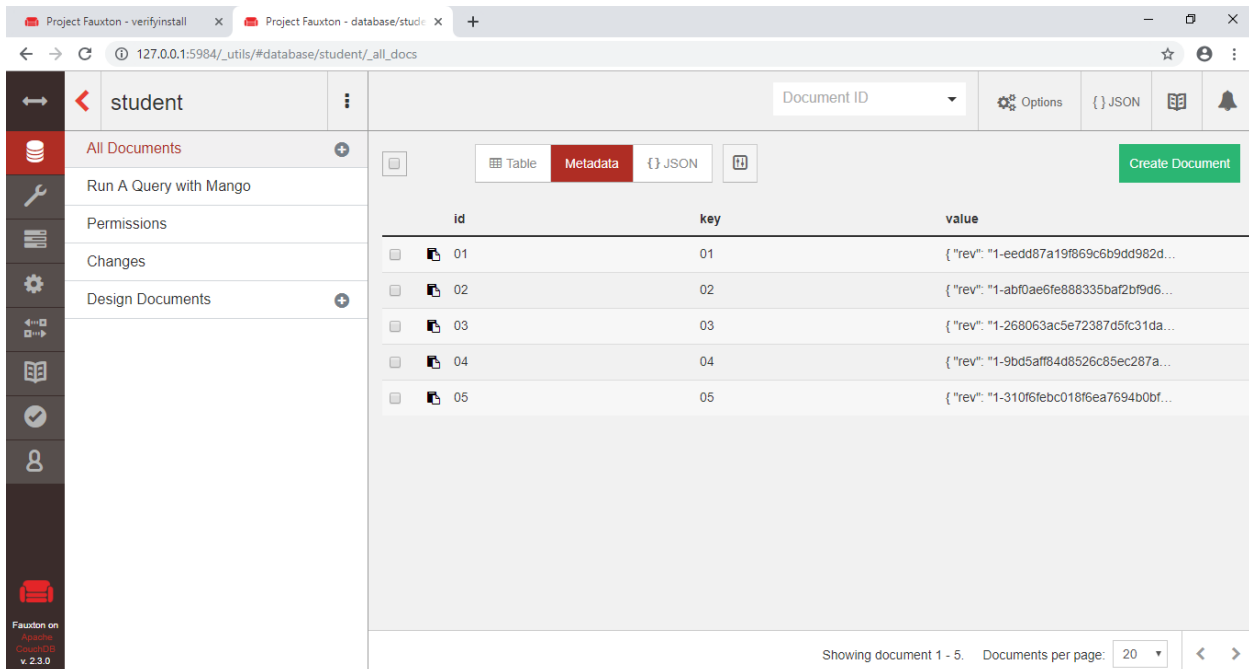 Project Fauxton - verifyinstall
Project Fauxton - database/stude
127.0.0.1:5984/_utils/#database/student/_all_docs
student
Document ID
Options
{ } JSON
All Documents
Run A Query with Mango
Permissions
Changes
Design Documents
Table
Metadata
{ } JSON
Create Document
id key value
01 01 { "rev": "1-eedd87a19f869c6b9dd982d...
02 02 { "rev": "1-abf0ae6fe888335baf2bf9d6...
03 03 { "rev": "1-268063ac5e72387d5fc31da...
04 04 { "rev": "1-9bd5aff84d8526c85ec287a...
05 05 { "rev": "1-310f6febc018f6ea7694b0bf...
Fauxton on
Apache
CouchDB
v. 2.3.0
Showing document 1 - 5. Documents per page: 20